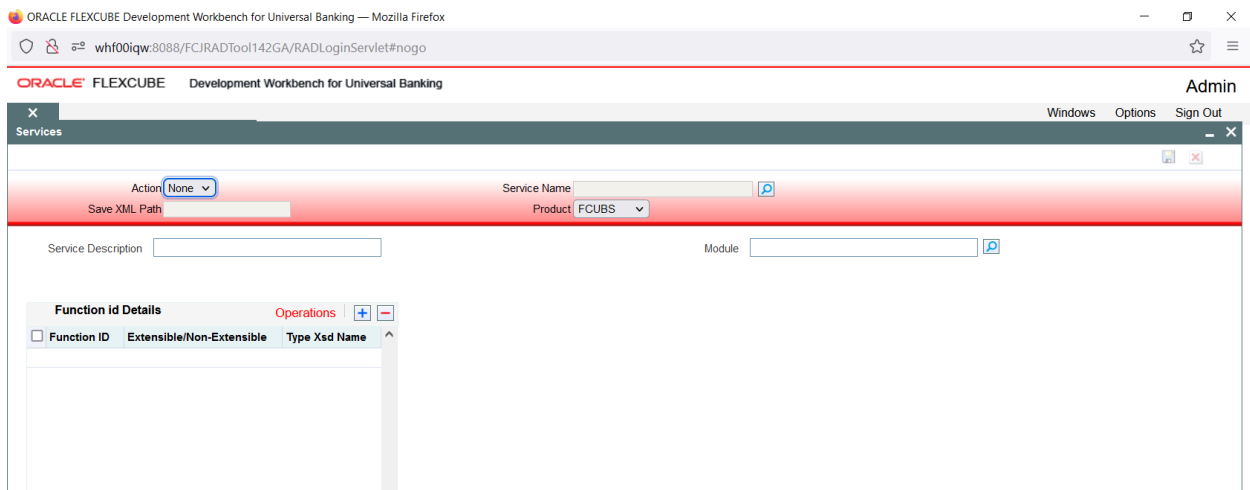 ORACLE FLEXCUBE Development Workbench for Universal Banking — Mozilla Firefox
whf00iqw:8088/FCJRADTool142GA/RADLoginServlet#nogo
ORACLE FLEXCUBE Development Workbench for Universal Banking Admin
Windows Options Sign Out
Services
Action None Service Name
Save XML Path Product FCUBS
Service Description Module
Function id Details Operations
Function ID Extensible/Non-Extensible Type Xsd Name